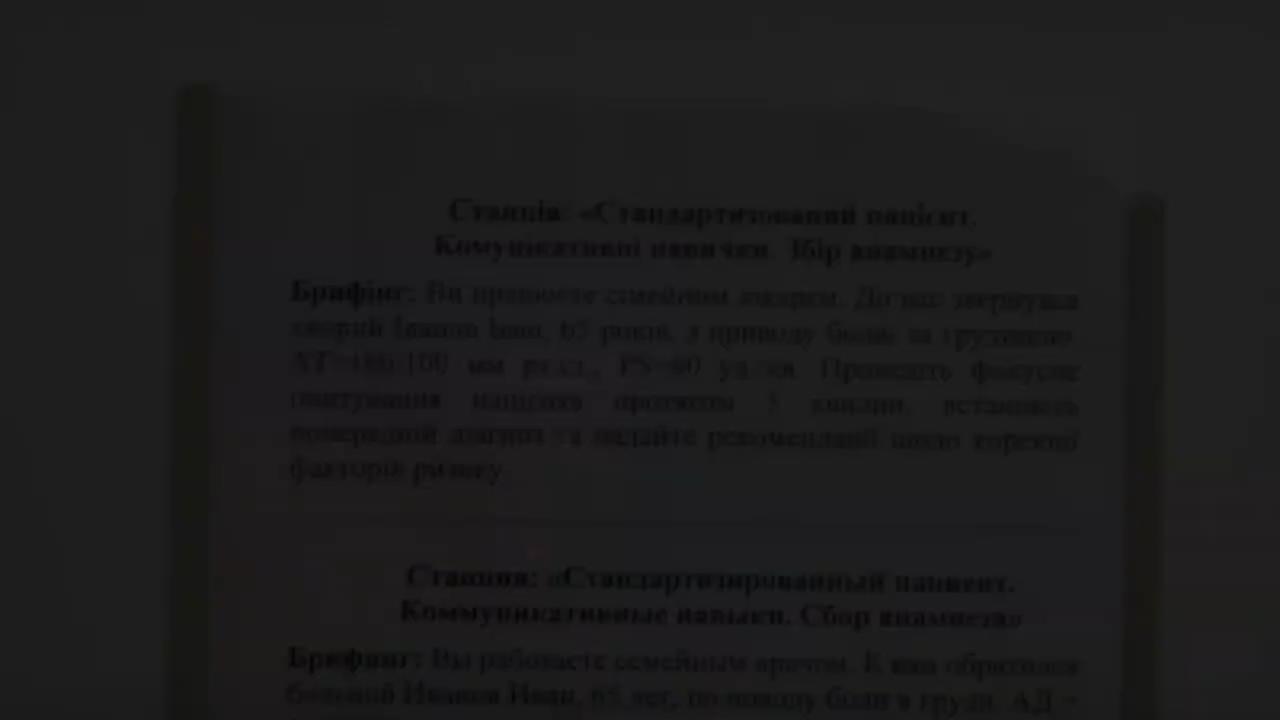 Станція: «Стандартизований пацієнт.
Комунікативні навички. Збір анамнезу»
Брифінг: Ви працюєте сімейним лікарем. До вас звернувся
хворий Іванов Іван, 65 років, з приводу болю за грудиною.
АТ=180/100 мм рт.ст., PS=80 уд/хв. Проведіть фокусне
опитування пацієнта протягом 5 хвилин, встановіть
попередній діагноз та надайте рекомендації щодо корекції
факторів ризику.
Станция: «Стандартизированный пациент.
Коммуникативные навыки. Сбор анамнеза»
Брифинг: Вы работаете семейным врачом. К вам обратился
больной Иванов Иван, 65 лет, по поводу боли в груди. АД =